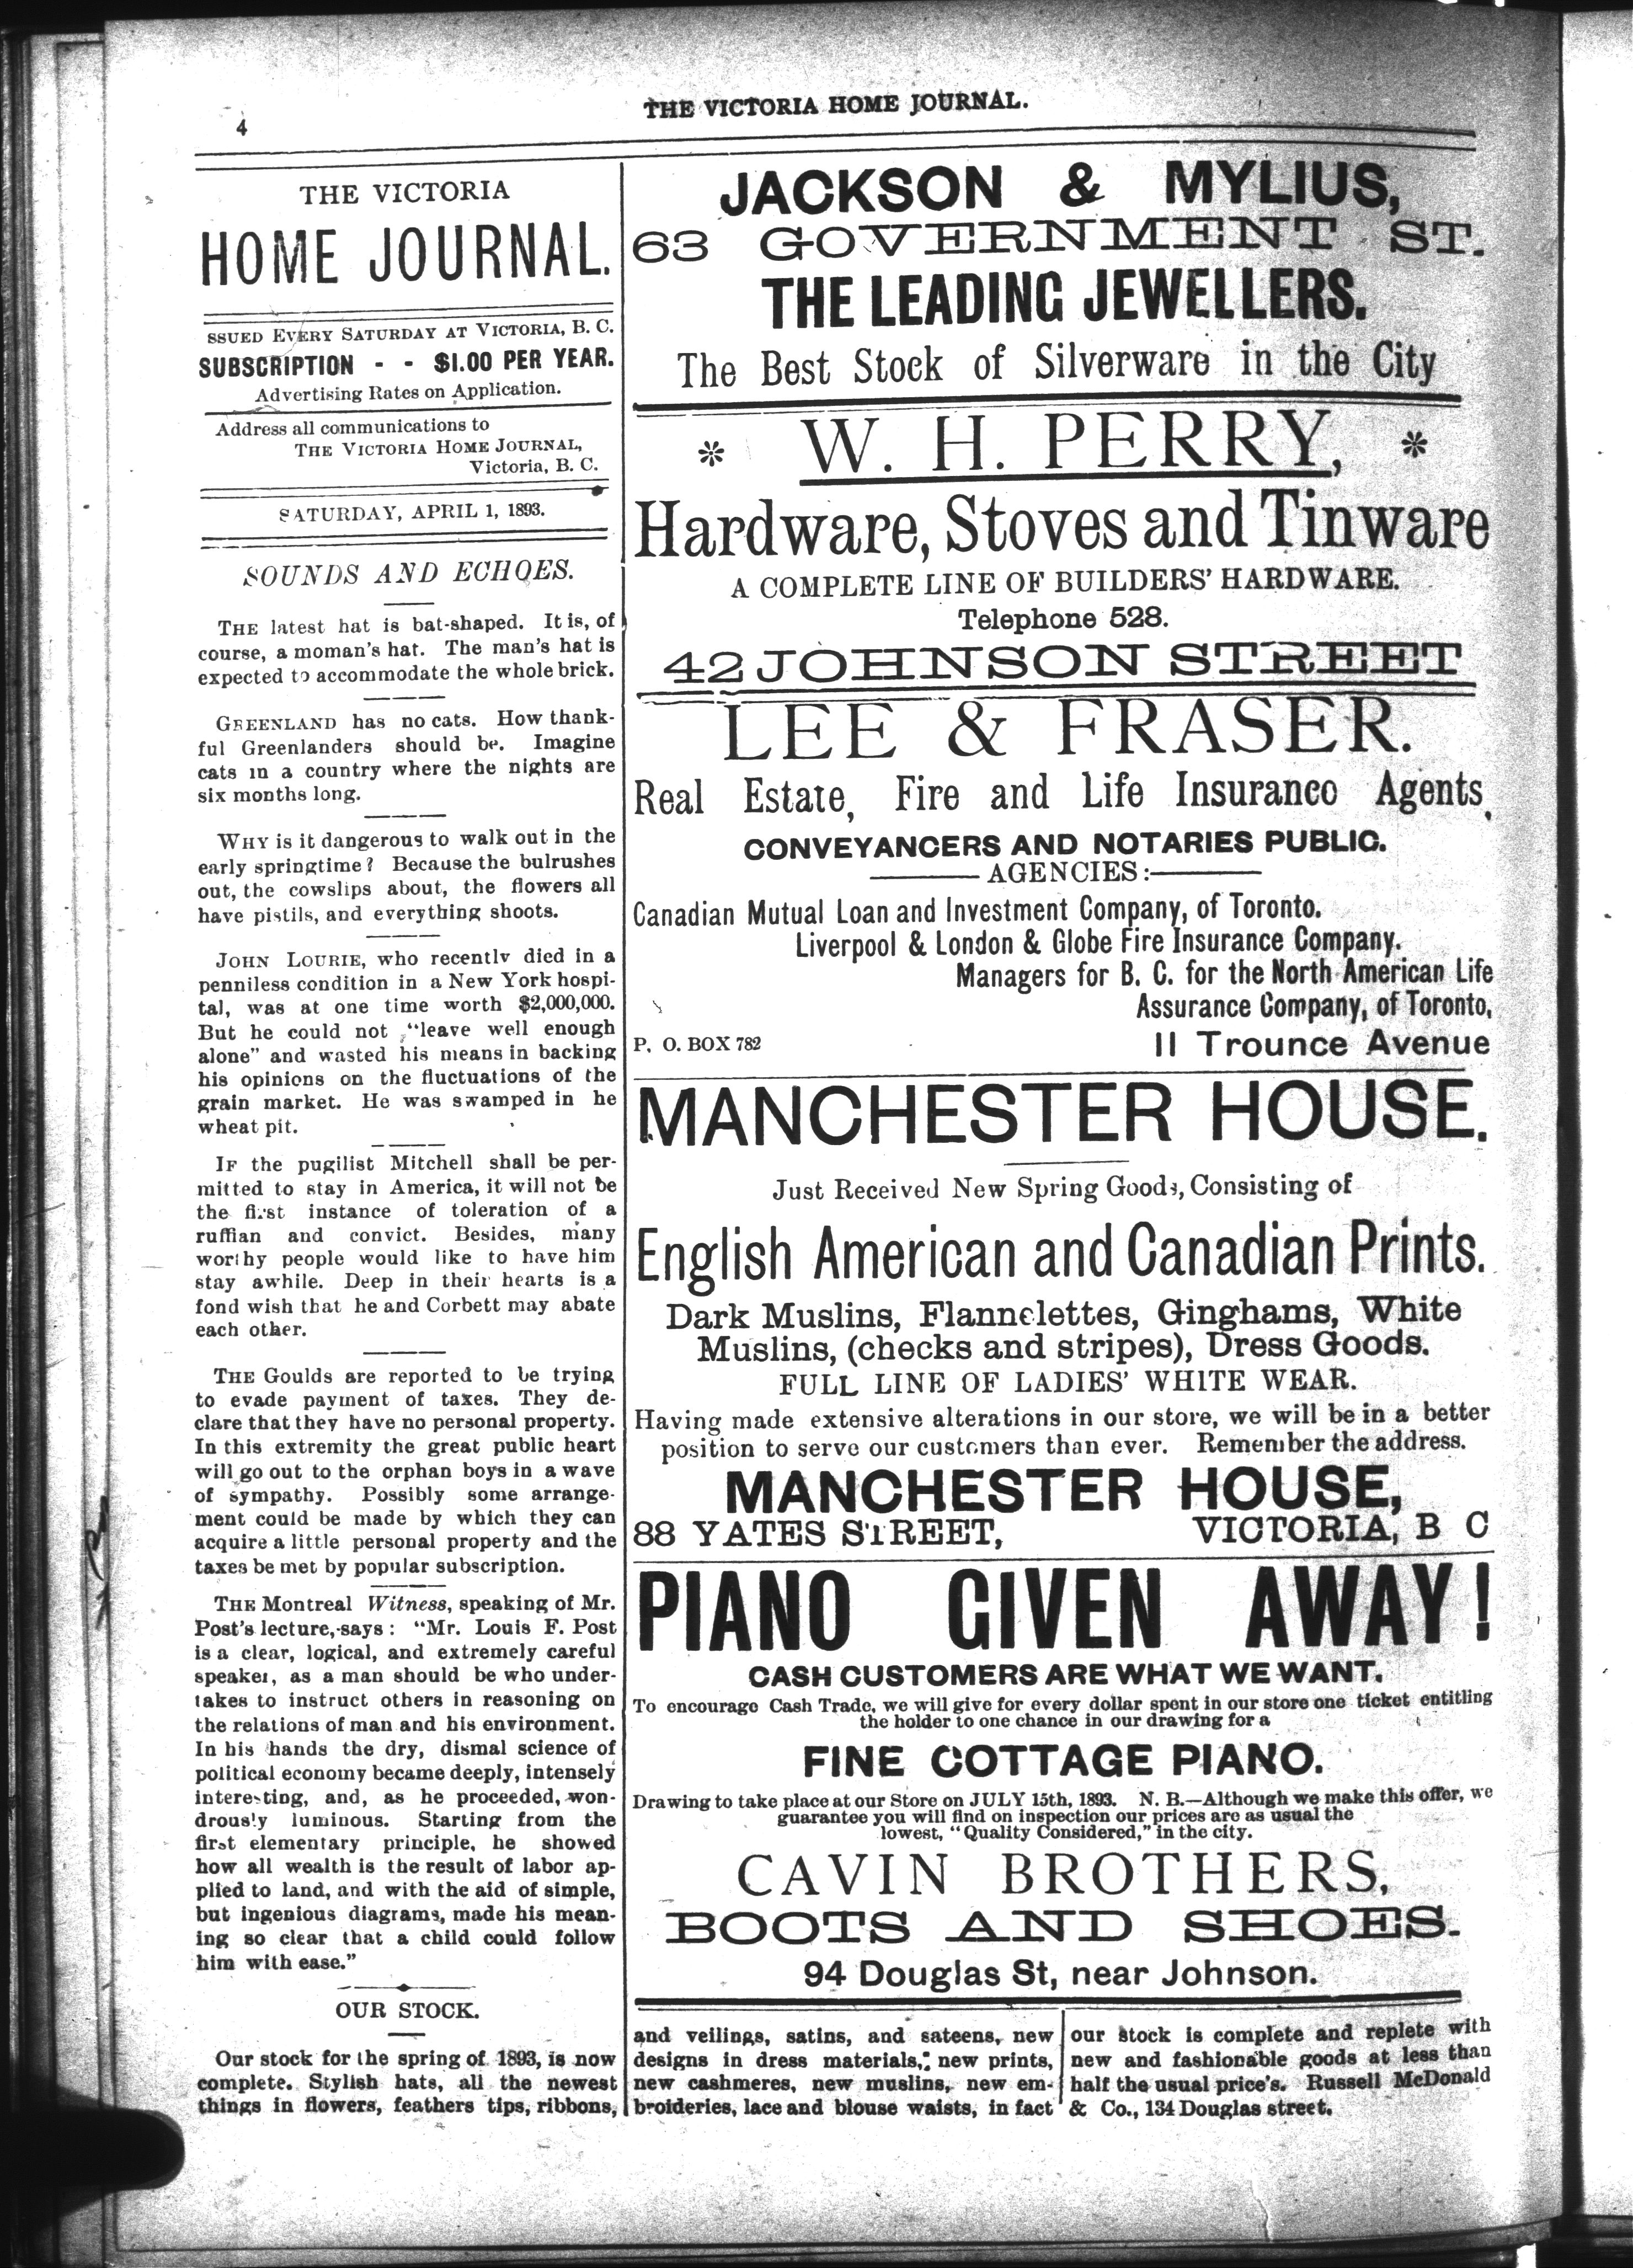 4
THE VICTORIA HOME JOURNAL.
THE VICTORIA
HOME JOURNAL.
SSUED EVERY SATURDAY AT VICTORIA, B. C.
SUBSCRIPTION - - $1.00 PER YEAR.
Advertising Rates on Application.
Address all communications to
THE VICTORIA HOME JOURNAL,
Victoria, B. C.
SATURDAY, APRIL 1, 1893.
SOUNDS AND ECHOES.
THE latest hat is bat-shaped. It is, of
course, a moman's hat. The man's hat is
expected to accommodate the whole brick.
GREENLAND has no cats. How thank-
ful Greenlanders should be. Imagine
cats in a country where the nights are
six months long.
WHY is it dangerous to walk out in the
early springtime? Because the bulrushes
out, the cowslips about, the flowers all
have pistils, and everything shoots.
JOHN LOURIE, who recently died in a
penniless condition in a New York hospi-
tal, was at one time worth $2,000,000.
But he could not "leave well enough
alone" and wasted his means in backing
his opinions on the fluctuations of the
grain market. He was swamped in he
wheat pit.
IF the pugilist Mitchell shall be per-
mitted to stay in America, it will not be
the first instance of toleration of a
ruffian and convict. Besides, many
worthy people would like to have him
stay awhile. Deep in their hearts is a
fond wish that he and Corbett may abate
each other.
THE Goulds are reported to be trying
to evade payment of taxes. They de-
clare that they have no personal property.
In this extremity the great public heart
will go out to the orphan boys in a wave
of sympathy. Possibly some arrange-
ment could be made by which they can
acquire a little personal property and the
taxes be met by popular subscription.
THE Montreal Witness, speaking of Mr.
Post's lecture, says: "Mr. Louis F. Post
is a clear, logical, and extremely careful
speaker, as a man should be who under-
takes to instruct others in reasoning on
the relations of man and his environment.
In his hands the dry, dismal science of
political economy became deeply, intensely
interesting, and, as he proceeded, won-
drously luminous. Starting from the
first elementary principle, he showed
how all wealth is the result of labor ap-
plied to land, and with the aid of simple,
but ingenious diagrams, made his mean-
ing so clear that a child could follow
him with ease."
OUR STOCK.
Our stock for the spring of 1893, is now
complete. Stylish hats, all the newest
things in flowers, feathers tips, ribbons,
and veilings, satins, and sateens, new
designs in dress materials, new prints,
new cashmeres, new muslins, new em-
broideries, lace and blouse waists, in fact
our stock is complete and replete with
new and fashionable goods at less than
half the usual price's. Russell McDonald
& Co., 134 Douglas street.
JACKSON & MYLIUS,
63 GOVERNMENT ST.
THE LEADING JEWELLERS.
The Best Stock of Silverware in the City
* W. H. PERRY, *
Hardware, Stoves and Tinware
A COMPLETE LINE OF BUILDERS' HARDWARE.
Telephone 528.
42 JOHNSON STREET
LEE & FRASER.
Real Estate, Fire and Life Insurance Agents,
CONVEYANCERS AND NOTARIES PUBLIC.
AGENCIES:
Canadian Mutual Loan and Investment Company, of Toronto.
Liverpool & London & Globe Fire Insurance Company.
Managers for B. C. for the North American Life
Assurance Company, of Toronto,
P. O. BOX 782 11 Trounce Avenue
MANCHESTER HOUSE.
Just Received New Spring Goods, Consisting of
English American and Canadian Prints.
Dark Muslins, Flannelettes, Ginghams, White
Muslins, (checks and stripes), Dress Goods.
FULL LINE OF LADIES' WHITE WEAR.
Having made extensive alterations in our store, we will be in a better
position to serve our customers than ever. Remember the address.
MANCHESTER HOUSE,
88 YATES STREET, VICTORIA, B C
PIANO GIVEN AWAY!
CASH CUSTOMERS ARE WHAT WE WANT.
To encourage Cash Trade, we will give for every dollar spent in our store one ticket entitling
the holder to one chance in our drawing for a
FINE COTTAGE PIANO.
Drawing to take place at our Store on JULY 15th, 1893. N. B.—Although we make this offer, we
guarantee you will find on inspection our prices are as usual the
lowest, "Quality Considered," in the city.
CAVIN BROTHERS,
BOOTS AND SHOES.
94 Douglas St, near Johnson.